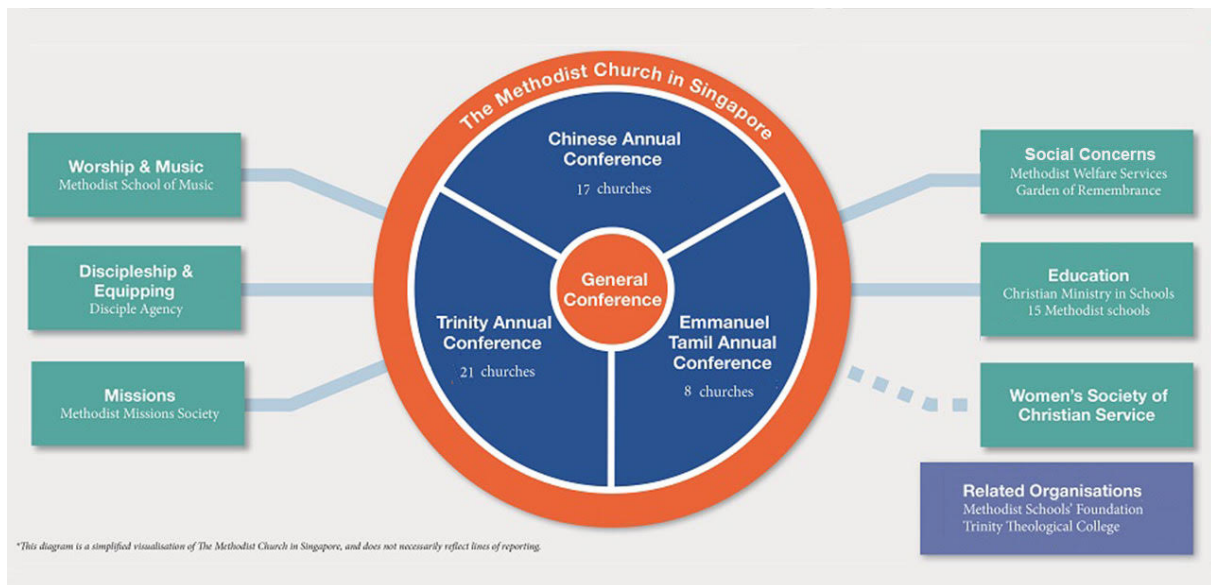 The Methodist Church in Singapore
Chinese Annual
Conference
17 churches
General
Conference
Trinity Annual
Conference
21 churches
Emmanuel
Tamil Annual
Conference
8 churches
Worship & Music
Methodist School of Music
Discipleship &
Equipping
Disciple Agency
Missions
Methodist Missions Society
Social Concerns
Methodist Welfare Services
Garden of Remembrance
Education
Christian Ministry in Schools
15 Methodist schools
Women's Society of
Christian Service
Related Organisations
Methodist Schools' Foundation
Trinity Theological College
*This diagram is a simplified visualisation of The Methodist Church in Singapore, and does not necessarily reflect lines of reporting.